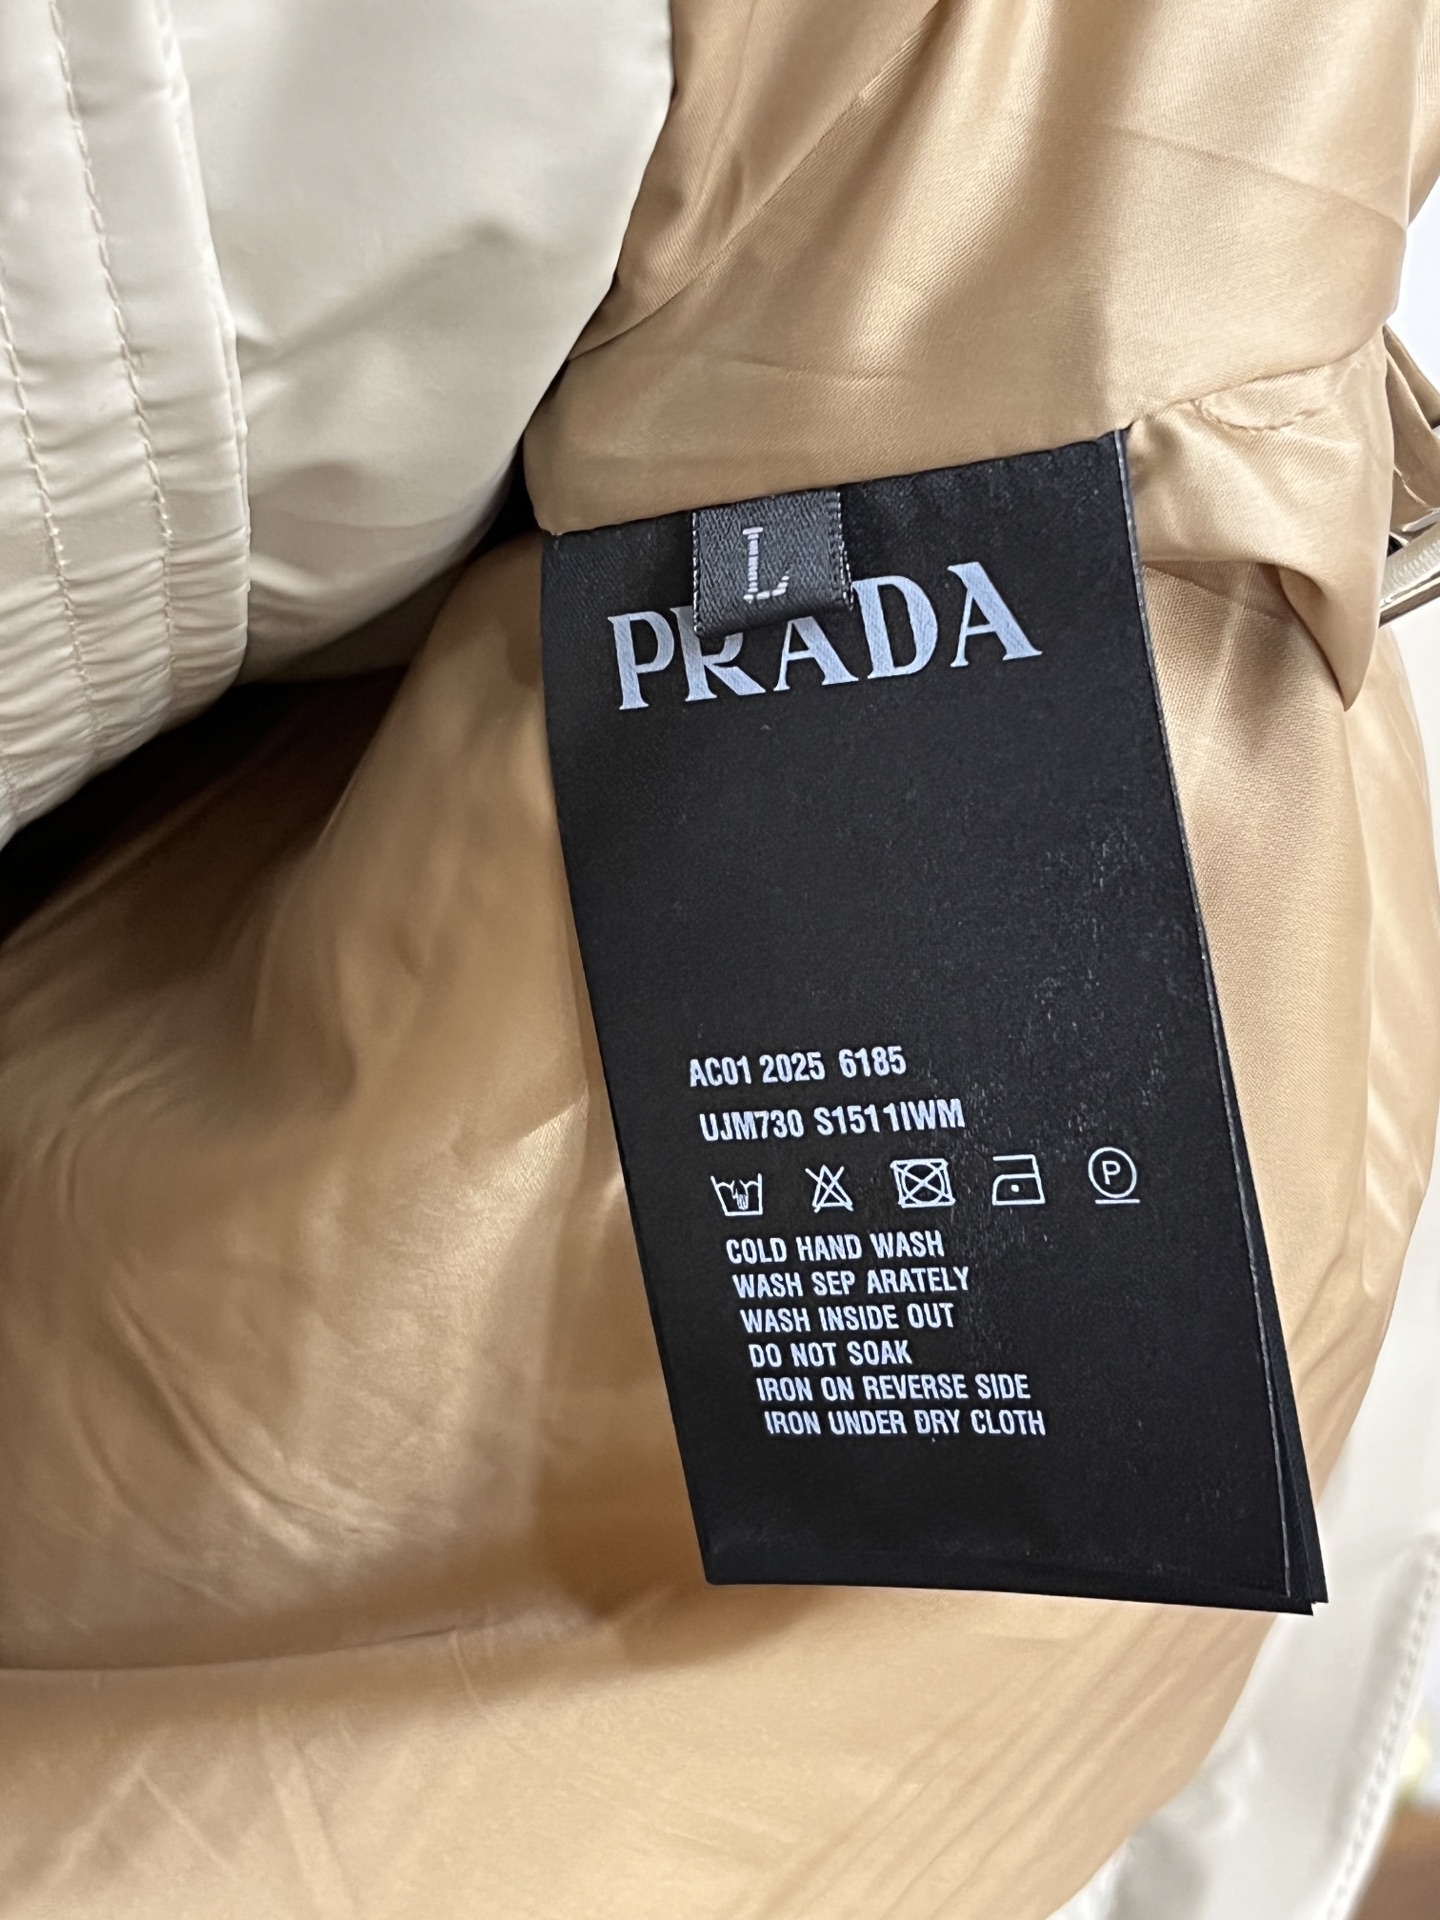 L
PRADA
AC01 2025 6185
UJM730 S1511IWM
P
COLD HAND WASH
WASH SEP ARATELY
WASH INSIDE OUT
DO NOT SOAK
IRON ON REVERSE SIDE
IRON UNDER DRY CLOTH